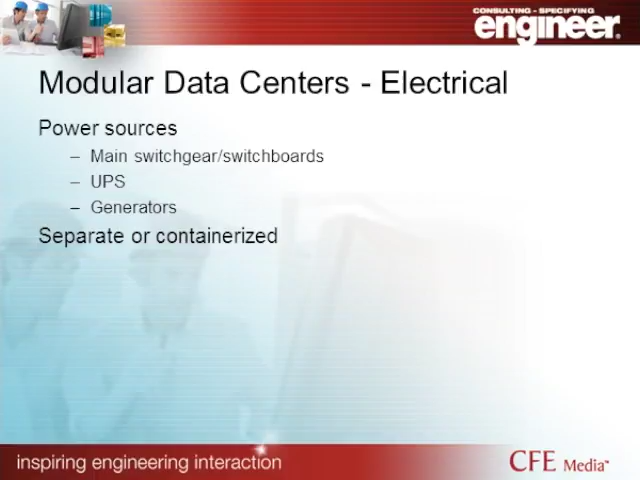 CONSULTING - SPECIFYING
engineer®
Modular Data Centers - Electrical
Power sources
– Main switchgear/switchboards
– UPS
– Generators
Separate or containerized
inspiring engineering interaction
CFE Media™